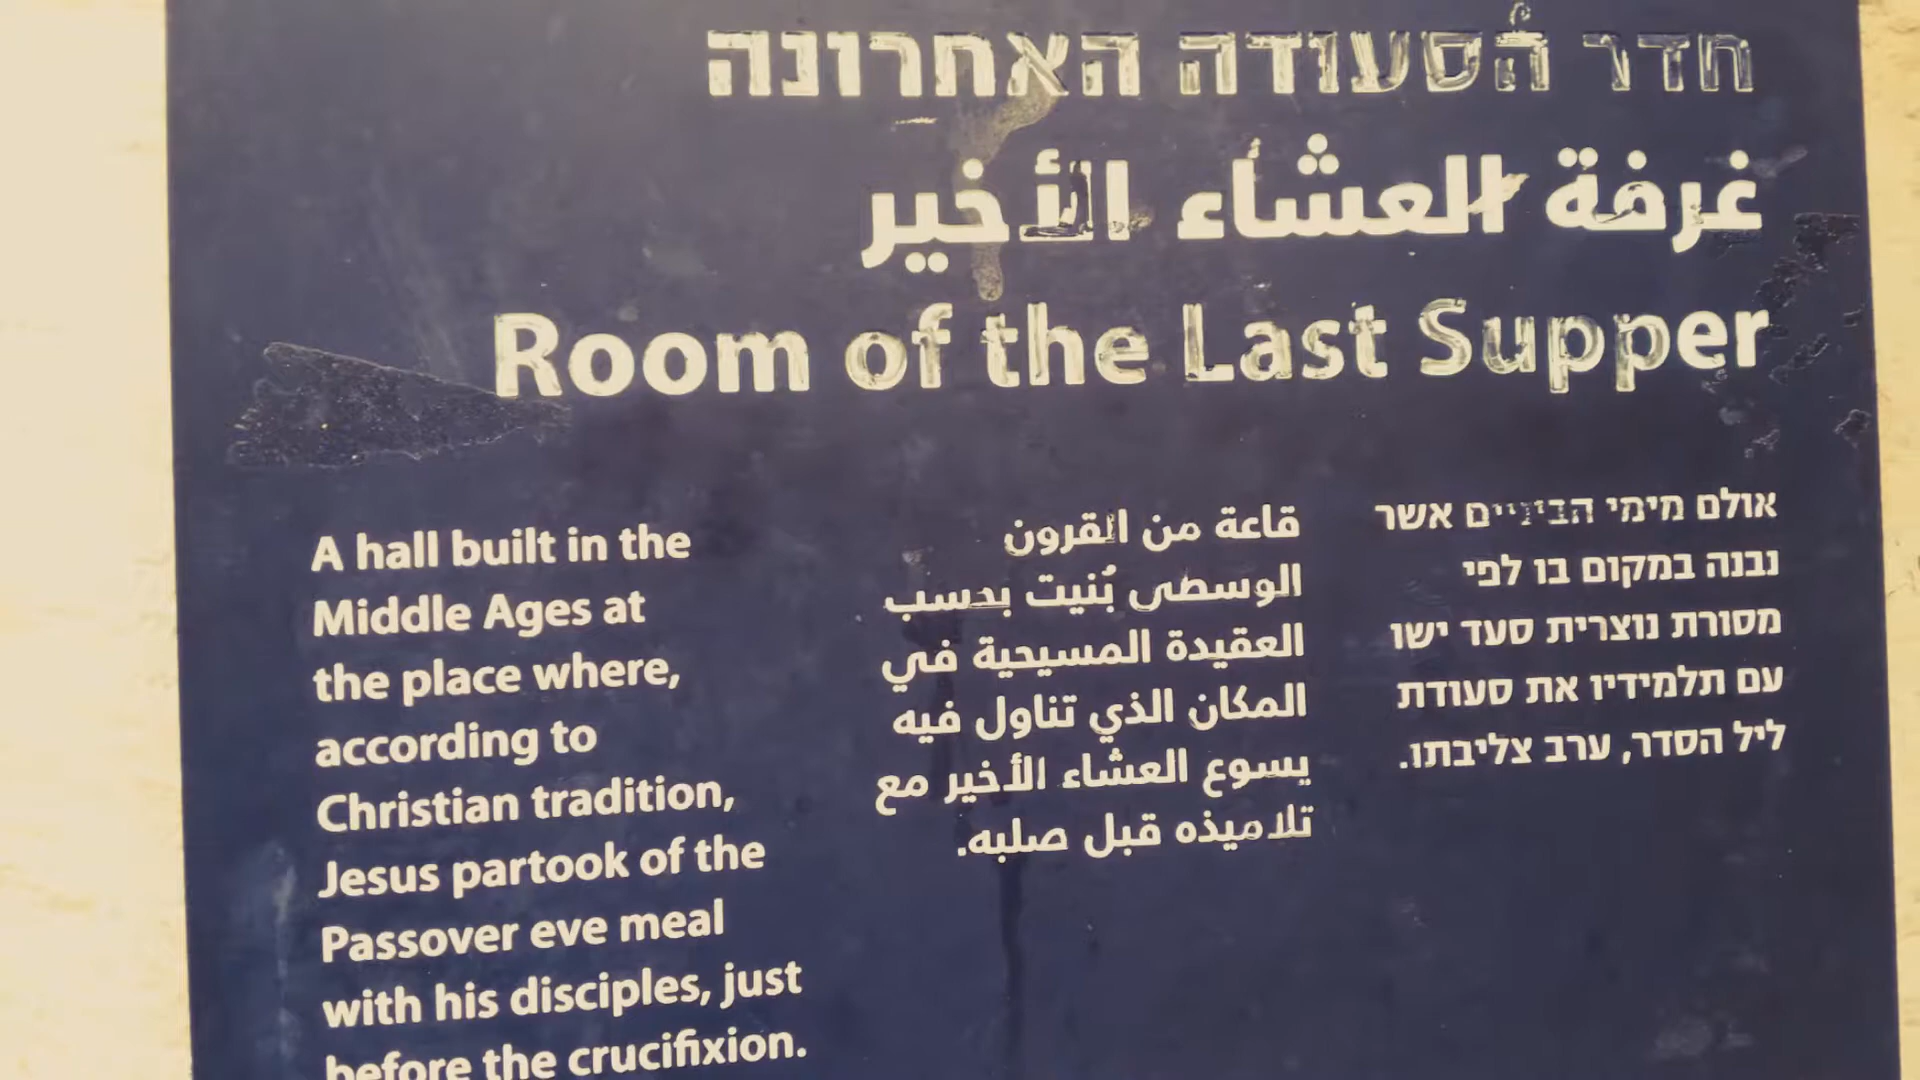 חדר הסעודה האחרונה
غرفة العشاء الأخير
Room of the Last Supper
A hall built in the
Middle Ages at
the place where,
according to
Christian tradition,
Jesus partook of the
Passover eve meal
with his disciples, just
before the crucifixion.
قاعة من القرون
الوسطى بُنيت بحسب
العقيدة المسيحية في
المكان الذي تناول فيه
يسوع العشاء الأخير مع
تلاميذه قبل صلبه.
אולם מימי הביניים אשר
נבנה במקום בו לפי
מסורת נוצרית סעד ישו
עם תלמידיו את סעודת
ליל הסדר, ערב צליבתו.